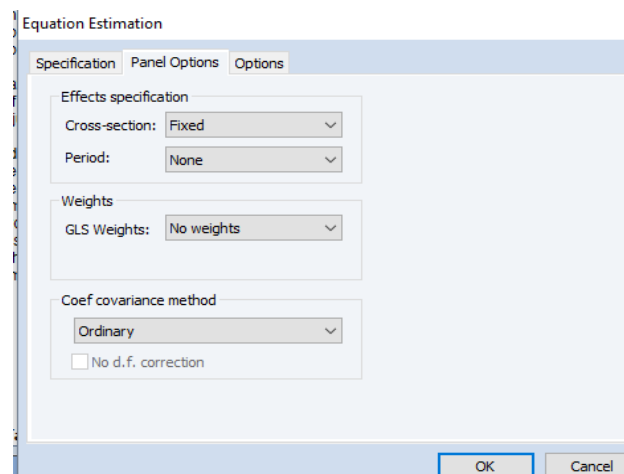 Equation Estimation
Specification Panel Options Options
Effects specification
Cross-section: Fixed
Period: None
Weights
GLS Weights: No weights
Coef covariance method
Ordinary
No d.f. correction
OK Cancel